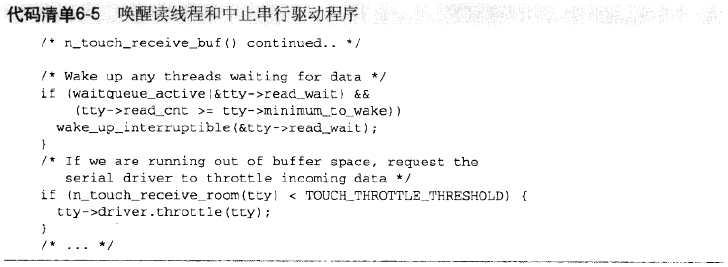 代码清单6-5 唤醒读线程和中止串行驱动程序
/* n_touch_receive_buf() continued.. */
/* Wake up any threads waiting for data */
if (waitqueue_active(&tty->read_wait) &&
(tty->read_cnt >= tty->minimum_to_wake))
wake_up_interruptible(&tty->read_wait);
}
/* If we are running out of buffer space, request the
serial driver to throttle incoming data */
if (n_touch_receive_room(tty) < TOUCH_THROTTLE_THRESHOLD) {
tty->driver.throttle(tty);
}
/* ... */